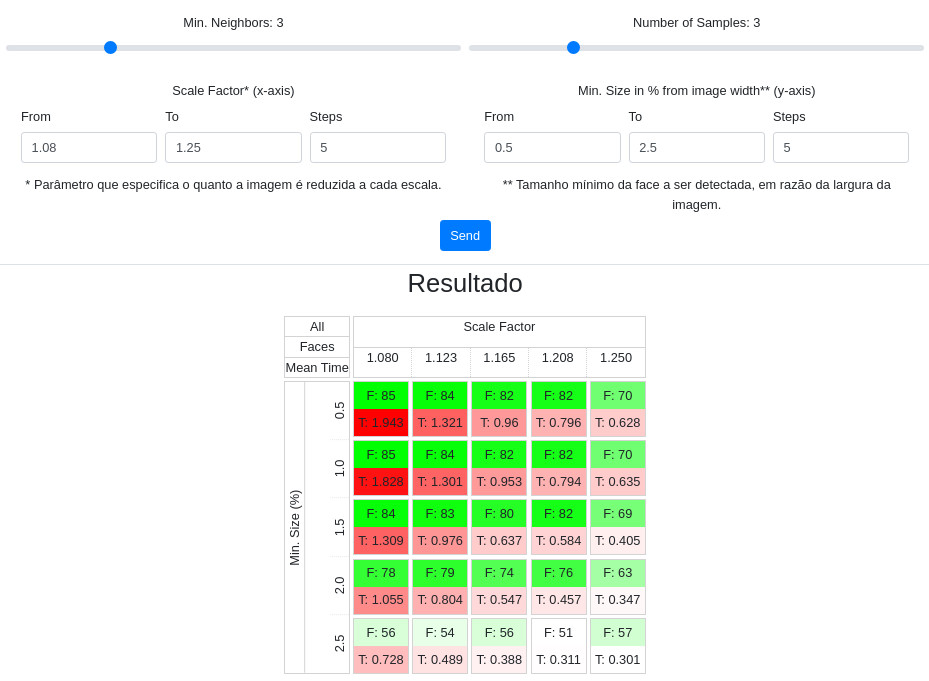 Min. Neighbors: 3
Number of Samples: 3
Scale Factor* (x-axis)
From To Steps
1.08 1.25 5
* Parâmetro que especifica o quanto a imagem é reduzida a cada escala.
Min. Size in % from image width** (y-axis)
From To Steps
0.5 2.5 5
** Tamanho mínimo da face a ser detectada, em razão da largura da
imagem.
Send
Resultado
All
Faces
Mean Time
Scale Factor
1.080 1.123 1.165 1.208 1.250
Min. Size (%)
0.5
F: 85 F: 84 F: 82 F: 82 F: 70
T: 1.943 T: 1.321 T: 0.96 T: 0.796 T: 0.628
1.0
F: 85 F: 84 F: 82 F: 82 F: 70
T: 1.828 T: 1.301 T: 0.953 T: 0.794 T: 0.635
1.5
F: 84 F: 83 F: 80 F: 82 F: 69
T: 1.309 T: 0.976 T: 0.637 T: 0.584 T: 0.405
2.0
F: 78 F: 79 F: 74 F: 76 F: 63
T: 1.055 T: 0.804 T: 0.547 T: 0.457 T: 0.347
2.5
F: 56 F: 54 F: 56 F: 51 F: 57
T: 0.728 T: 0.489 T: 0.388 T: 0.311 T: 0.301